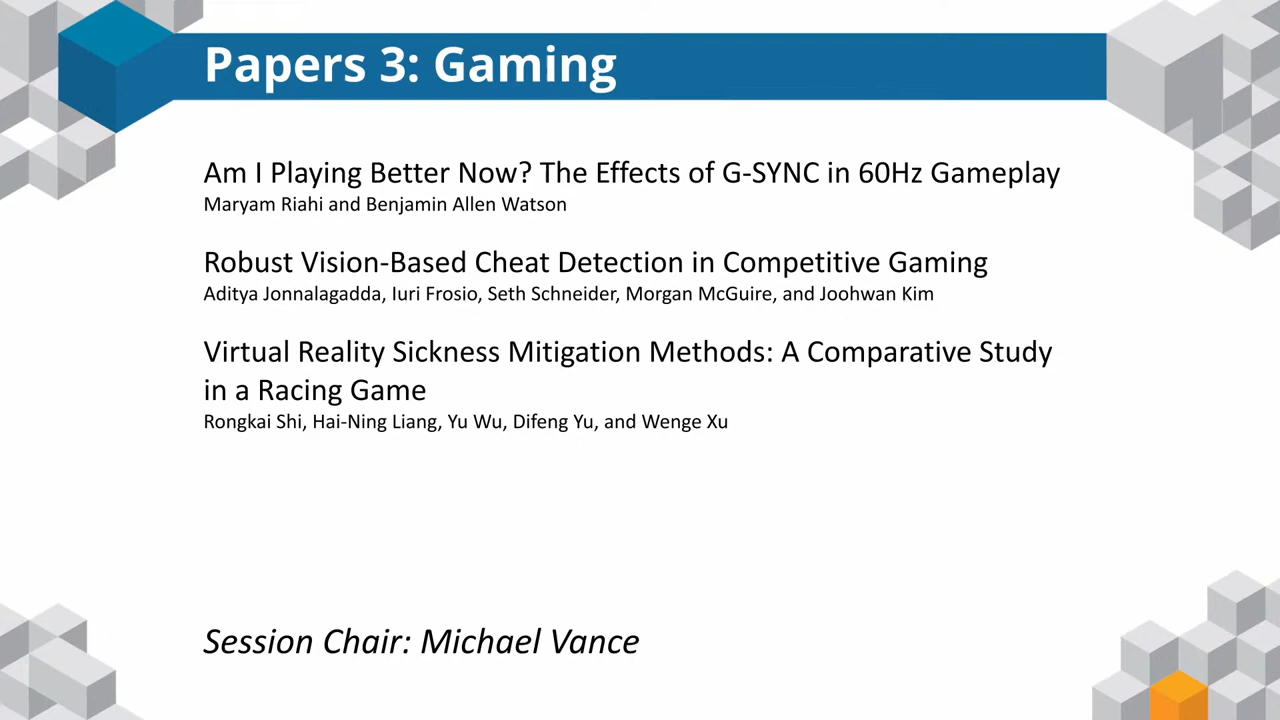 Papers 3: Gaming
Am I Playing Better Now? The Effects of G-SYNC in 60Hz Gameplay
Maryam Riahi and Benjamin Allen Watson
Robust Vision-Based Cheat Detection in Competitive Gaming
Aditya Jonnalagadda, Iuri Frosio, Seth Schneider, Morgan McGuire, and Joohwan Kim
Virtual Reality Sickness Mitigation Methods: A Comparative Study
in a Racing Game
Rongkai Shi, Hai-Ning Liang, Yu Wu, Difeng Yu, and Wenge Xu
Session Chair: Michael Vance